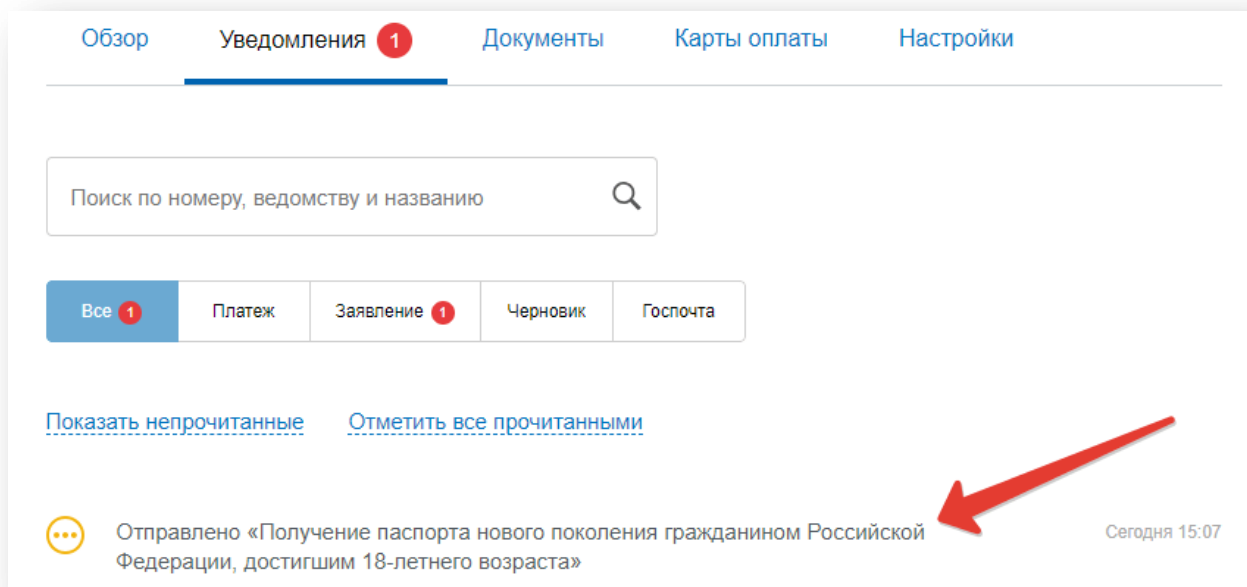 Обзор Уведомления 1 Документы Карты оплаты Настройки
Поиск по номеру, ведомству и названию
Все 1 Платеж Заявление 1 Черновик Госпочта
Показать непрочитанные Отметить все прочитанными
Отправлено «Получение паспорта нового поколения гражданином Российской Сегодня 15:07
Федерации, достигшим 18-летнего возраста»